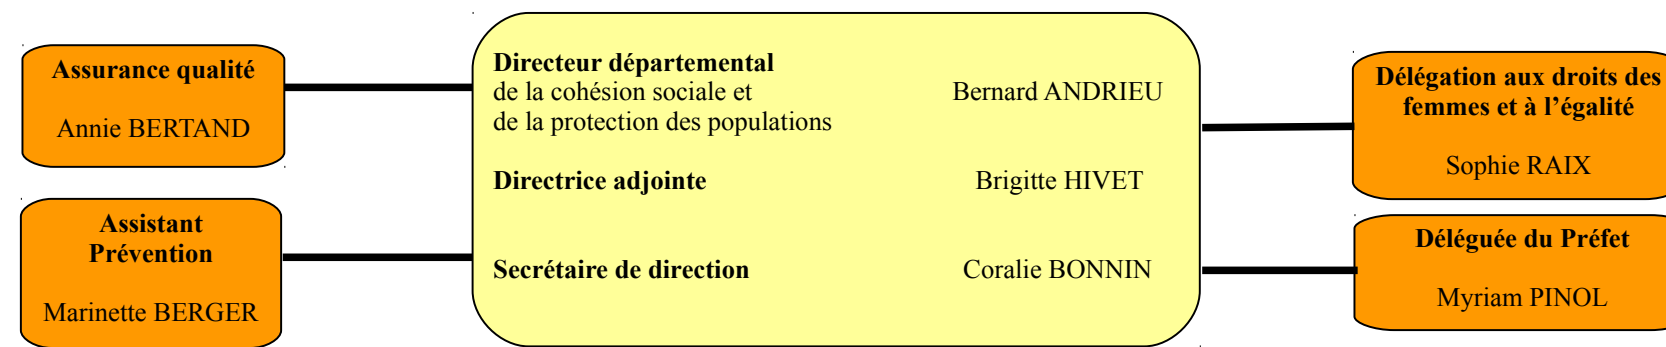 Assurance qualité
Annie BERTAND
Assistant
Prévention
Marinette BERGER
Directeur départemental
de la cohésion sociale et
de la protection des populations
Bernard ANDRIEU
Directrice adjointe
Brigitte HIVET
Secrétaire de direction
Coralie BONNIN
Délégation aux droits des
femmes et à l'égalité
Sophie RAIX
Déléguée du Préfet
Myriam PINOL